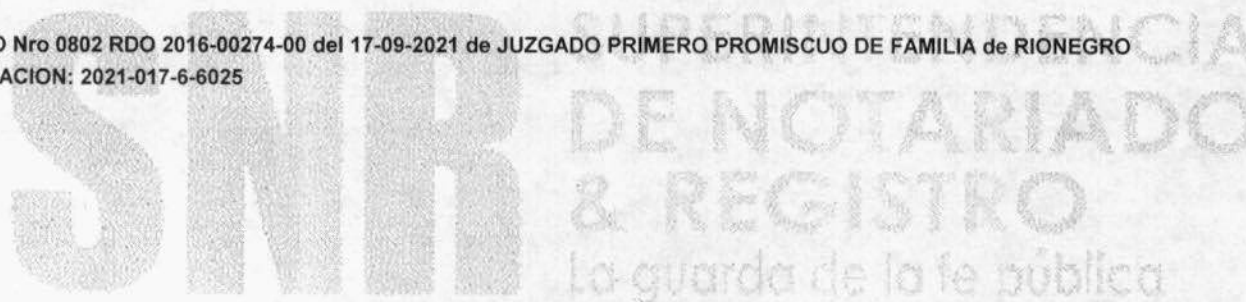 O Nro 0802 RDO 2016-00274-00 del 17-09-2021 de JUZGADO PRIMERO PROMISCUO DE FAMILIA de RIONEGRO
ACION: 2021-017-6-6025
SNR
SUPERINTENDENCIA
DE NOTARIADO
& REGISTRO
La guarda de la fe pública